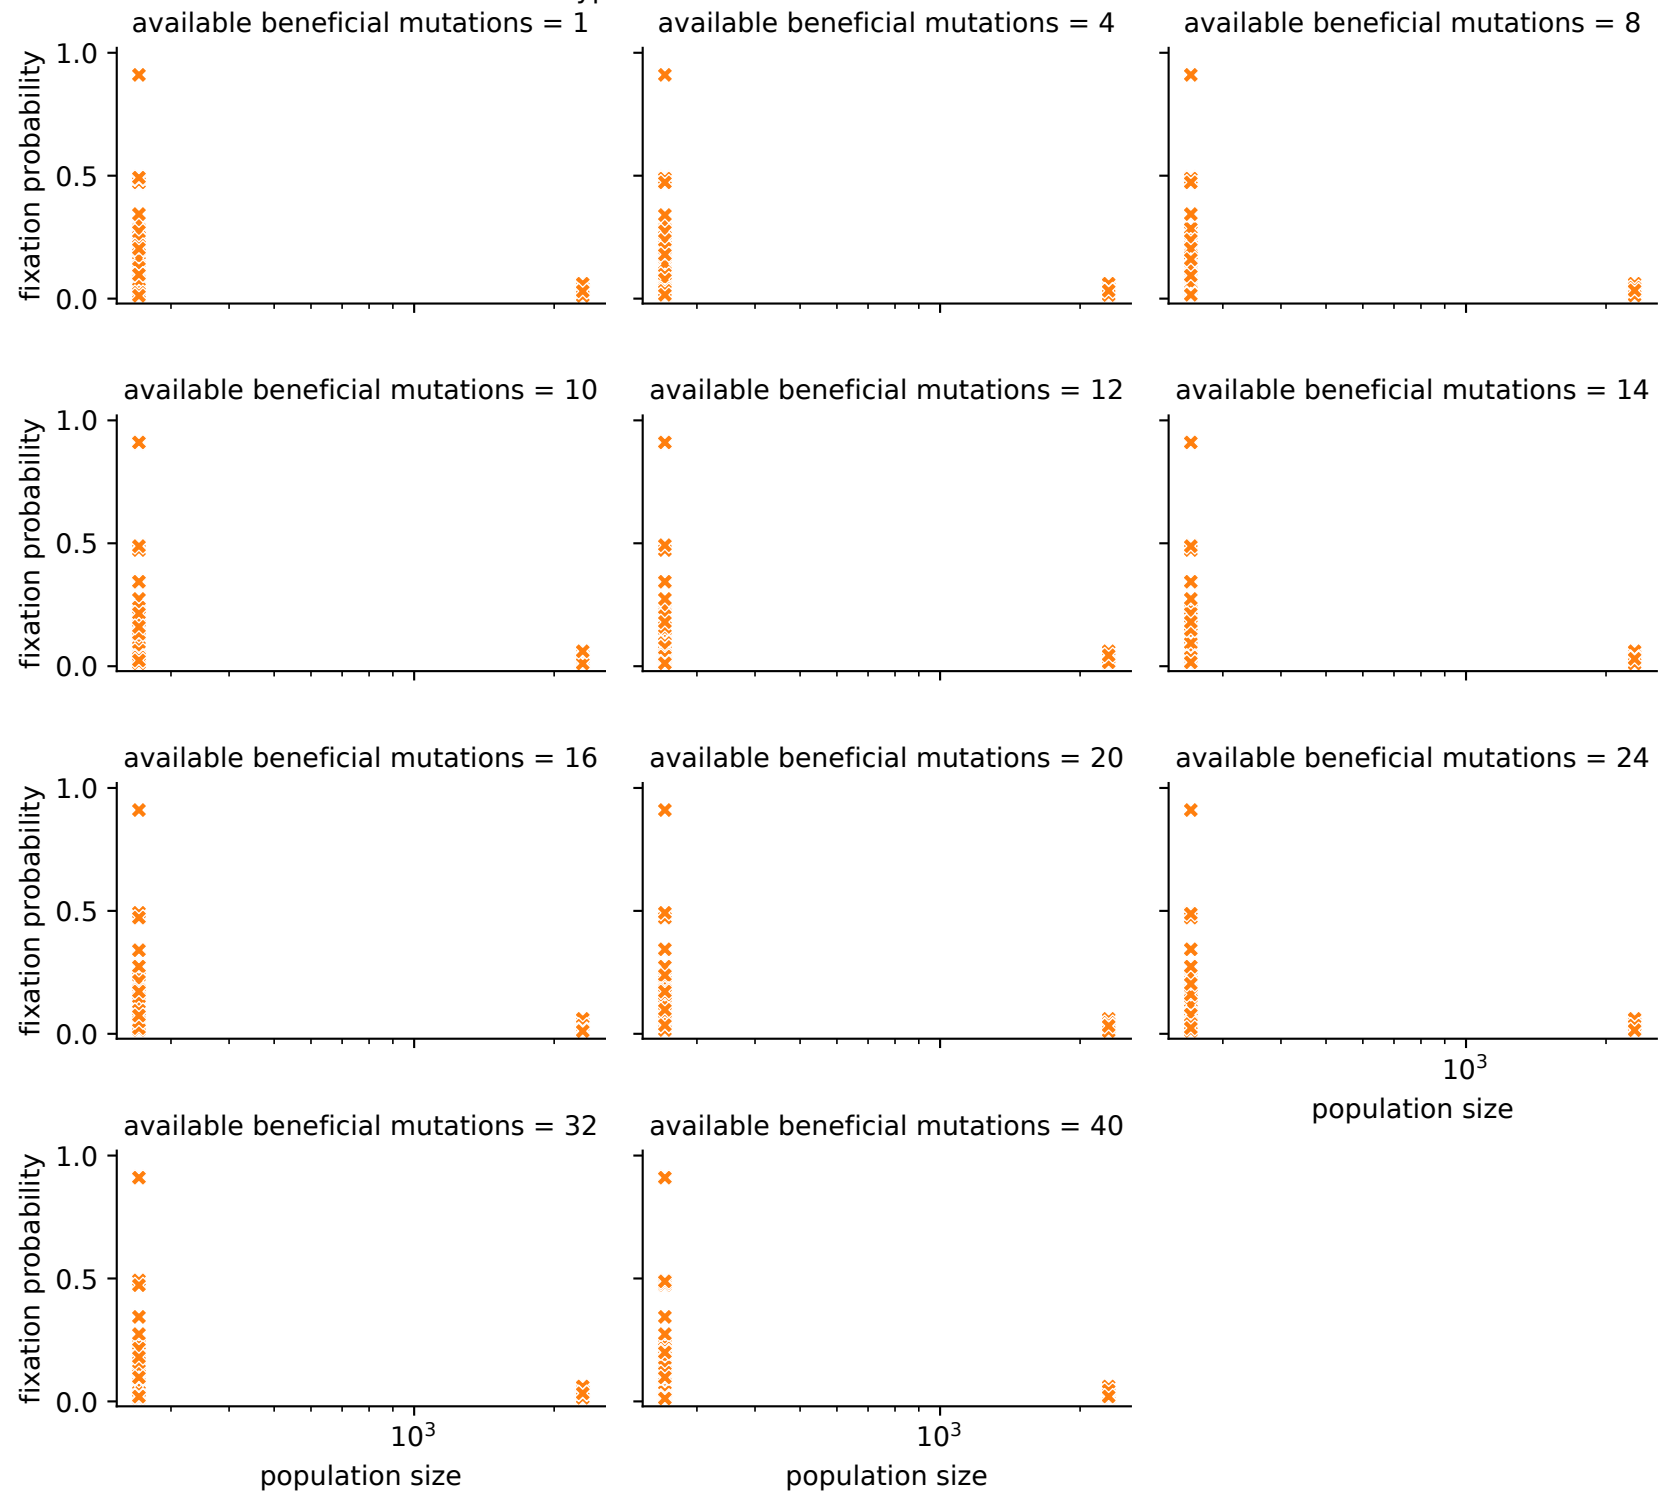 available beneficial mutations = 1
available beneficial mutations = 4
available beneficial mutations = 8
fixation probability
1.0
0.5
0.0
available beneficial mutations = 10
available beneficial mutations = 12
available beneficial mutations = 14
fixation probability
1.0
0.5
0.0
available beneficial mutations = 16
available beneficial mutations = 20
available beneficial mutations = 24
fixation probability
1.0
0.5
0.0
10³
population size
available beneficial mutations = 32
available beneficial mutations = 40
fixation probability
1.0
0.5
0.0
10³
10³
population size
population size